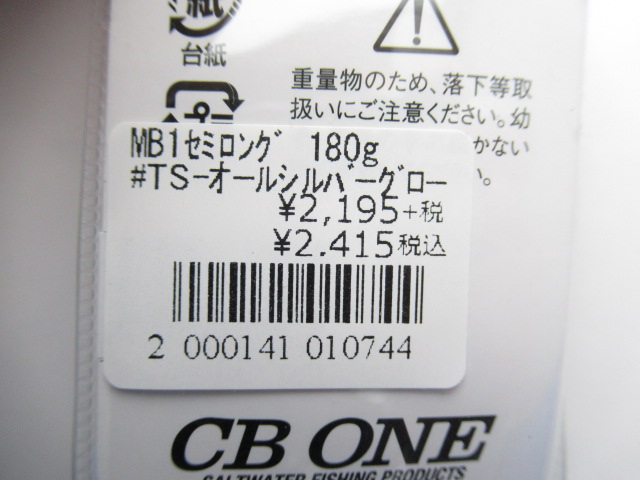 紙
台紙
重量物のため、落下等取
扱いにご注意ください。幼
かない
い。
MB1ｾﾐﾛﾝｸﾞ 180g
#TS-オールシルバーグロー
¥2,195+税
¥2.415税込
2 000141 010744
CB ONE
SALTWATER FISHING PRODUCTS